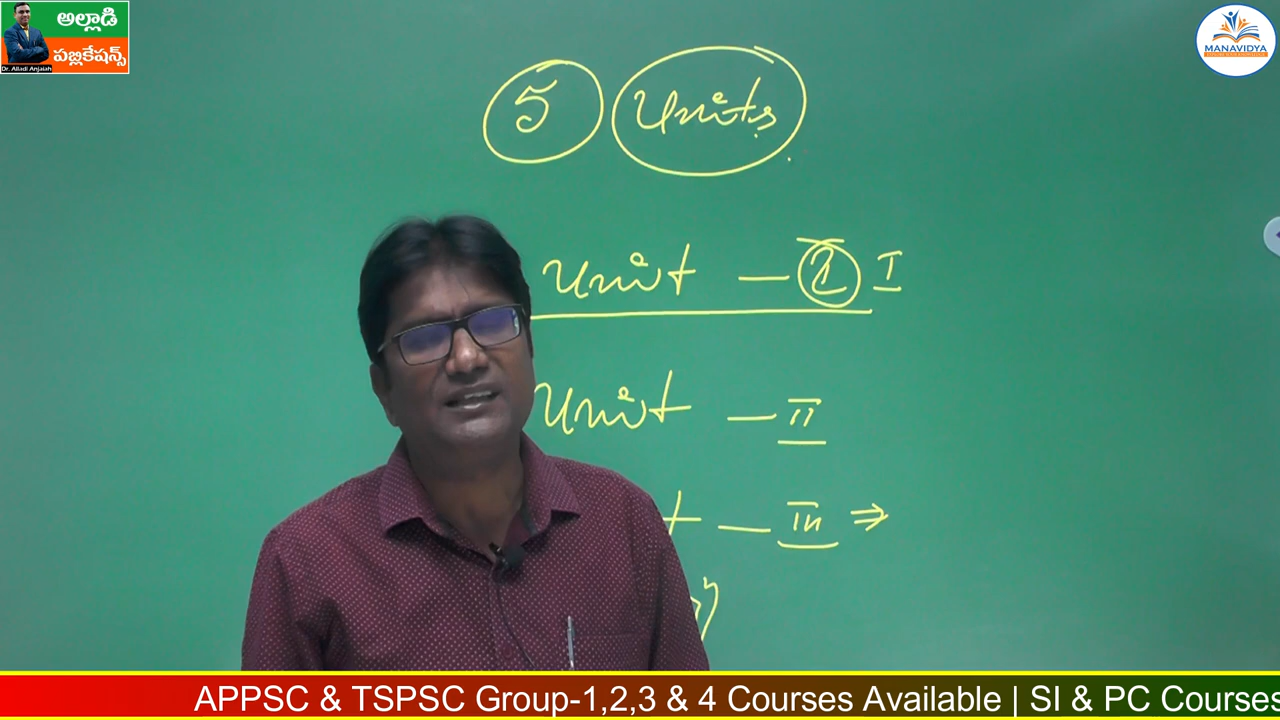 అల్లాడి
పబ్లికేషన్స్
Dr. Alladi Anjaiah
MANAVIDYA
5 Units
Unit — I I
Unit — II
t — III ⇒
APPSC & TSPSC Group-1,2,3 & 4 Courses Available | SI & PC Courses